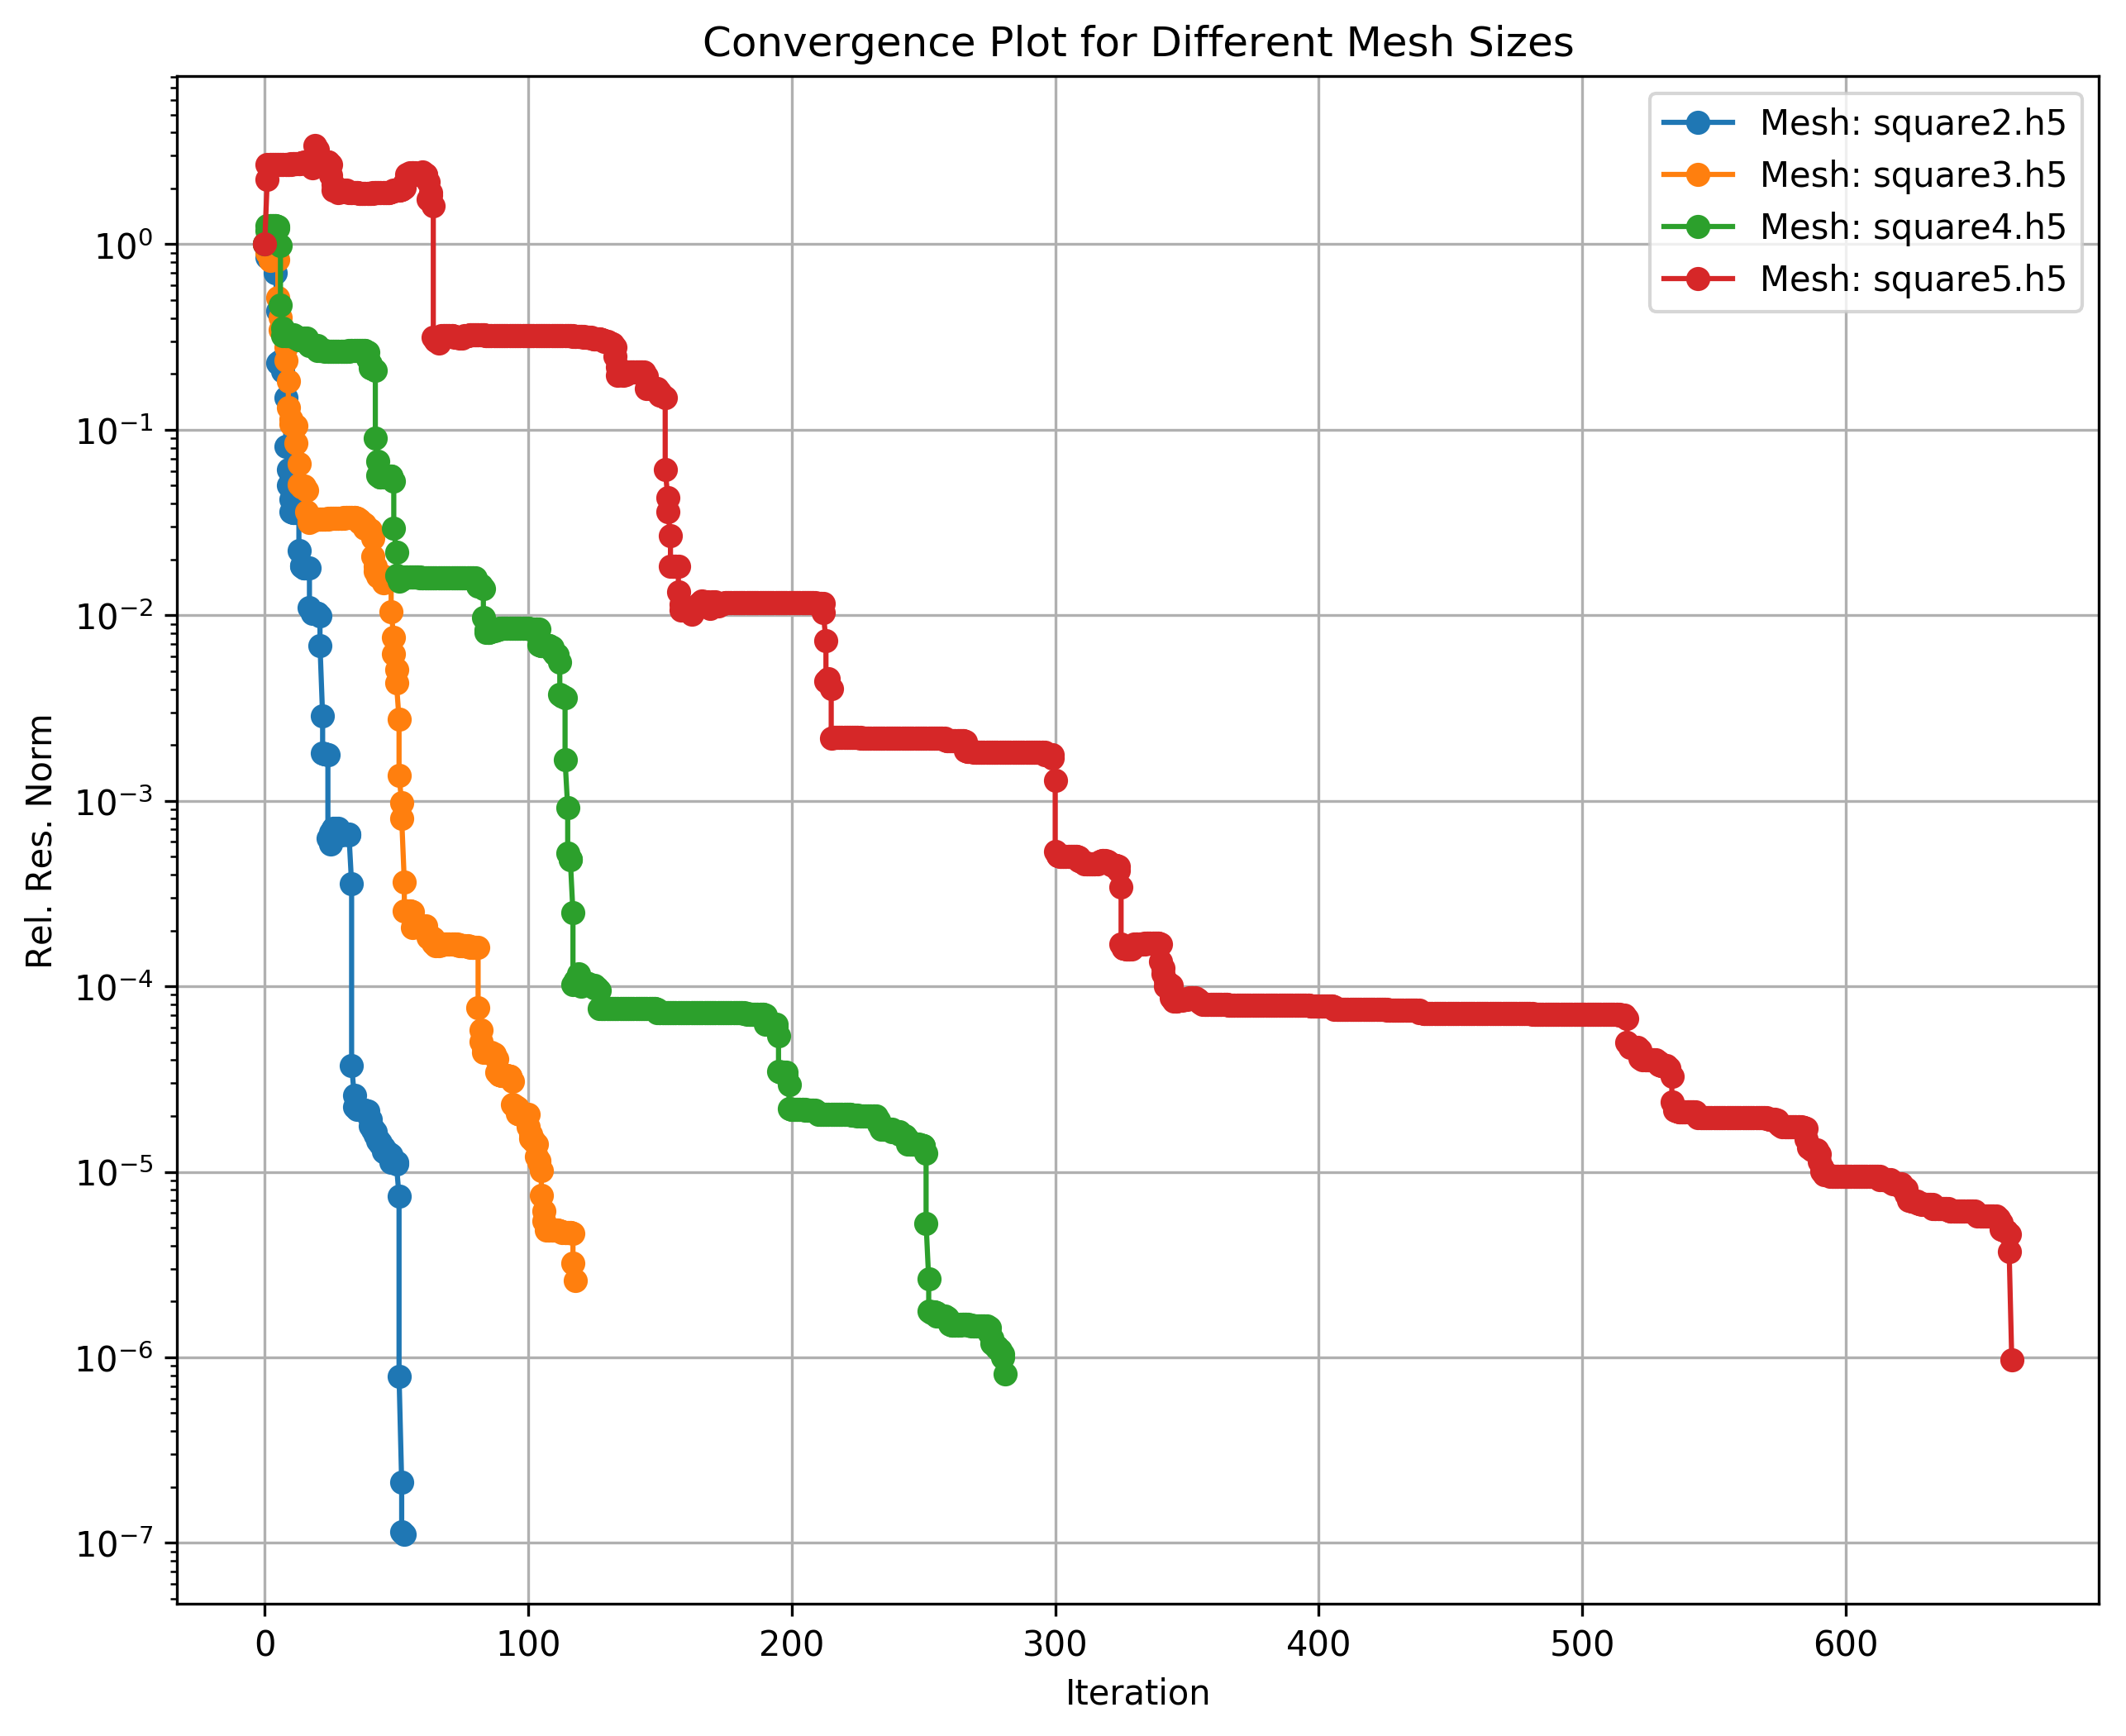 Convergence Plot for Different Mesh Sizes
Mesh: square2.h5
Mesh: square3.h5
Mesh: square4.h5
Mesh: square5.h5
Rel. Res. Norm
10⁰
10⁻¹
10⁻²
10⁻³
10⁻⁴
10⁻⁵
10⁻⁶
10⁻⁷
0 100 200 300 400 500 600
Iteration